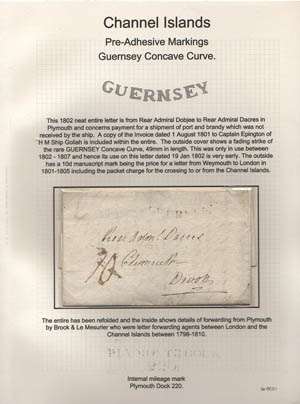 Channel Islands
Pre-Adhesive Markings
Guernsey Concave Curve.
GUERNSEY
This 1802 neat entire letter is from Rear Admiral Dobjee to Rear Admiral Dacres in
Plymouth and concerns payment for a shipment of port and brandy which was not
received by the ship. A copy of the Invoice dated 1 August 1801 to Captain Epington of
H M Ship Goliah is included within the entire. The outside cover shows a fading strike of
the rare GUERNSEY Concave Curve, 49mm in length. This was only in use between
1802 - 1807 and hence its use on this letter dated 19 Jan 1802 is very early. The outside
has a 10d manuscript mark being the price for a letter from Weymouth to London in
1801-1805 including the packet charge for the crossing to or from the Channel Islands.
Rear Adml Dacres
Plymouth
Devon
The entire has been refolded and the inside shows details of forwarding from Plymouth
by Brock & Le Mesurier who were letter forwarding agents between London and the
Channel Islands between 1798-1810.
PLYMOUTH DOCK
220
Internal mileage mark
Plymouth Dock 220.